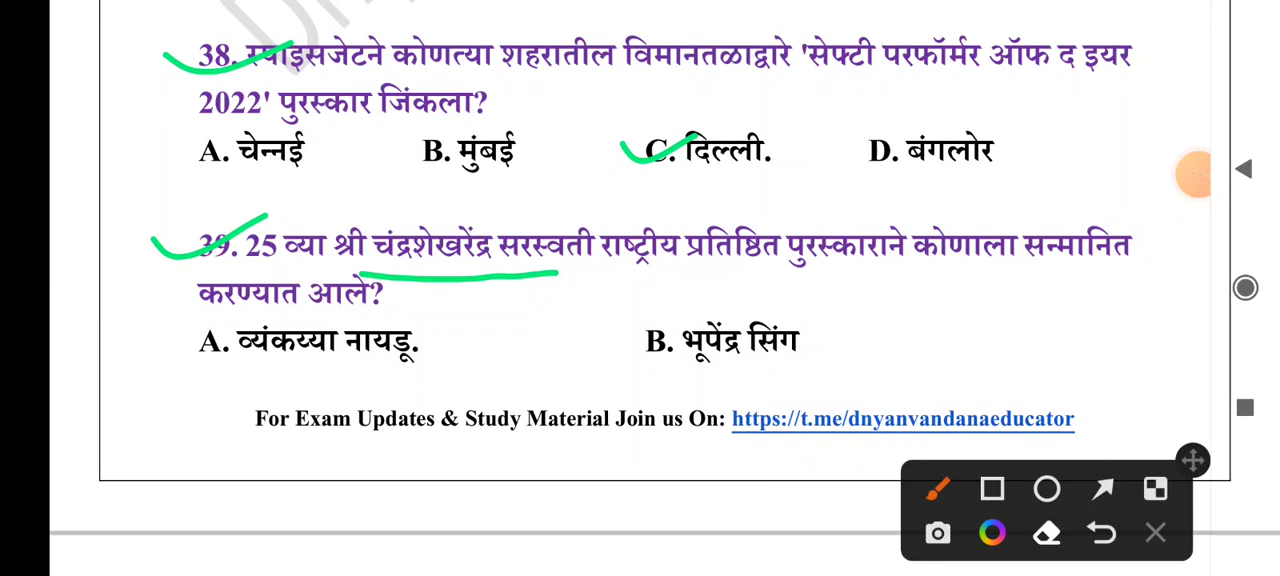 38. स्पाइसजेटने कोणत्या शहरातील विमानतळाद्वारे 'सेफ्टी परफॉर्मर ऑफ द इयर
2022' पुरस्कार जिंकला?
A. चेन्नई B. मुंबई C. दिल्ली. D. बंगलोर
39. 25 व्या श्री चंद्रशेखरेंद्र सरस्वती राष्ट्रीय प्रतिष्ठित पुरस्काराने कोणाला सन्मानित
करण्यात आले?
A. व्यंकय्या नायडू. B. भूपेंद्र सिंग
For Exam Updates & Study Material Join us On: https://t.me/dnyanvandanaeducator